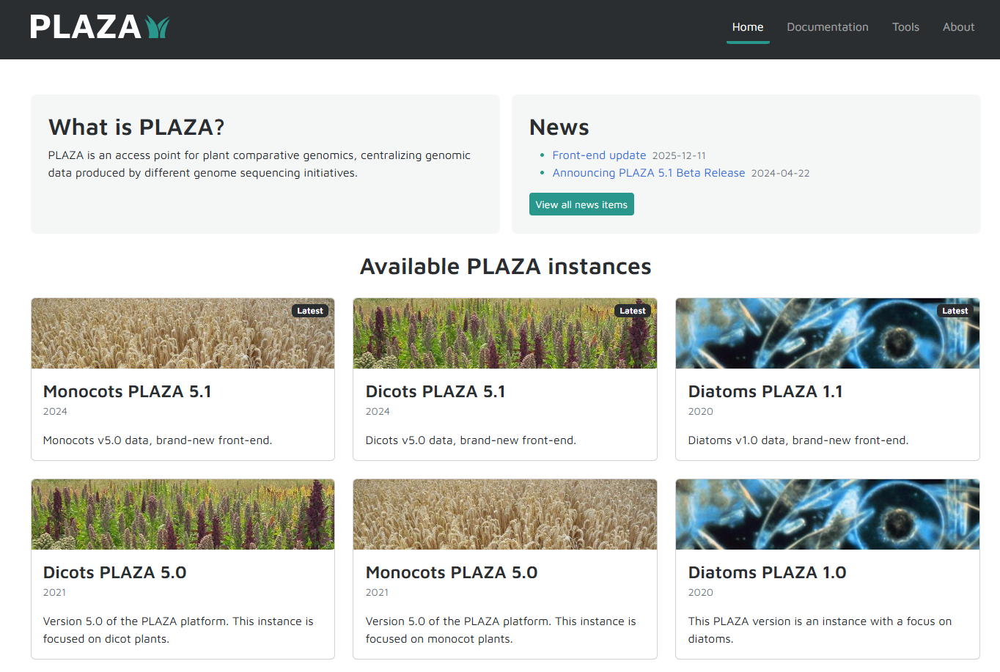 PLAZA
Home
Documentation
Tools
About
What is PLAZA?
PLAZA is an access point for plant comparative genomics, centralizing genomic
data produced by different genome sequencing initiatives.
News
Front-end update 2025-12-11
Announcing PLAZA 5.1 Beta Release 2024-04-22
View all news items
Available PLAZA instances
Latest
Monocots PLAZA 5.1
2024
Monocots v5.0 data, brand-new front-end.
Latest
Dicots PLAZA 5.1
2024
Dicots v5.0 data, brand-new front-end.
Latest
Diatoms PLAZA 1.1
2020
Diatoms v1.0 data, brand-new front-end.
Dicots PLAZA 5.0
2021
Version 5.0 of the PLAZA platform. This instance is
focused on dicot plants.
Monocots PLAZA 5.0
2021
Version 5.0 of the PLAZA platform. This instance is
focused on monocot plants.
Diatoms PLAZA 1.0
2020
This PLAZA version is an instance with a focus on
diatoms.